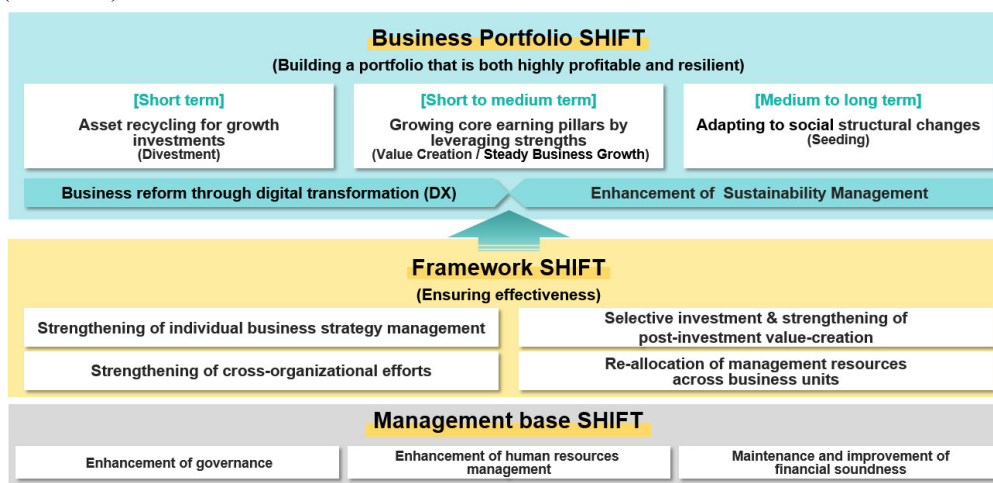 Business Portfolio SHIFT
(Building a portfolio that is both highly profitable and resilient)
[Short term]
Asset recycling for growth
investments
(Divestment)
[Short to medium term]
Growing core earning pillars by
leveraging strengths
(Value Creation / Steady Business Growth)
[Medium to long term]
Adapting to social structural changes
(Seeding)
Business reform through digital transformation (DX)
Enhancement of Sustainability Management
Framework SHIFT
(Ensuring effectiveness)
Strengthening of individual business strategy management
Selective investment & strengthening of
post-investment value-creation
Strengthening of cross-organizational efforts
Re-allocation of management resources
across business units
Management base SHIFT
Enhancement of governance
Enhancement of human resources
management
Maintenance and improvement of
financial soundness